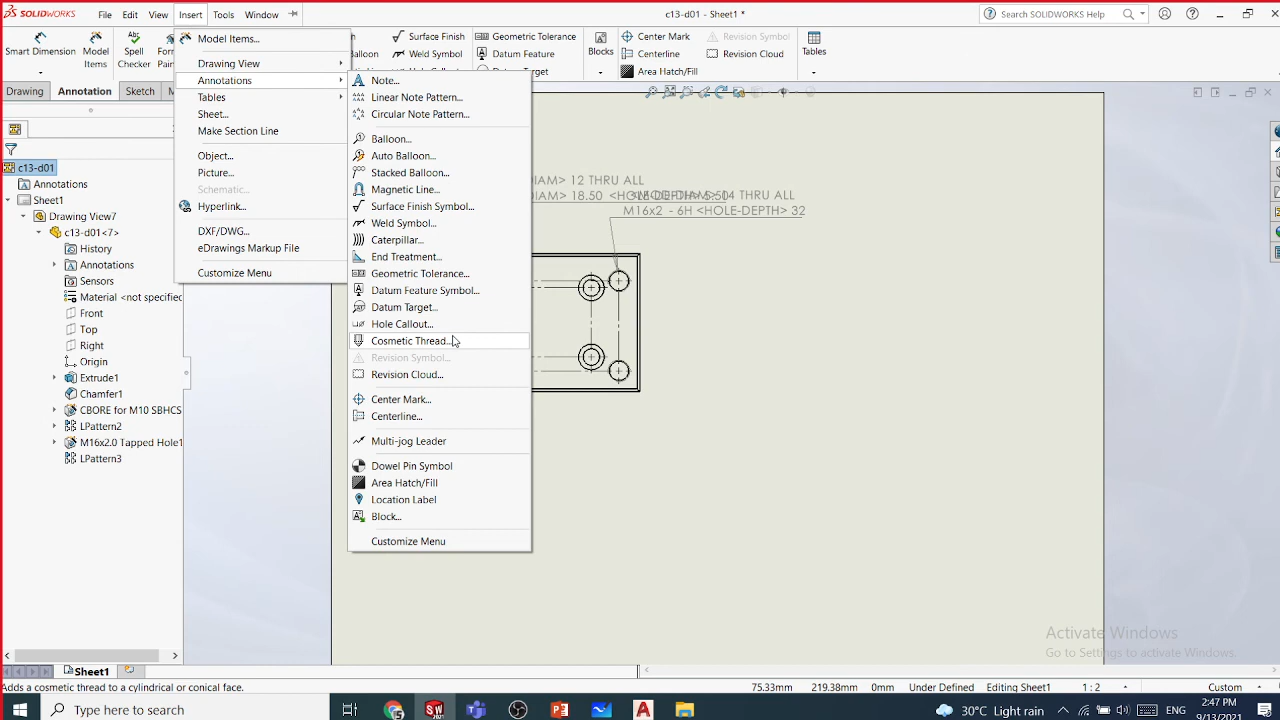 SOLIDWORKS File Edit View Insert Tools Window c13-d01 - Sheet1 * Search SOLIDWORKS Help
Smart Dimension Model Items Spell Checker
Surface Finish Geometric Tolerance Center Mark Revision Symbol
Weld Symbol Datum Feature Blocks Centerline Revision Cloud Tables
Area Hatch/Fill
Drawing Annotation Sketch
Model Items...
Drawing View
Annotations
Tables
Sheet...
Make Section Line
Object...
Picture...
Schematic...
Hyperlink...
DXF/DWG...
eDrawings Markup File
Customize Menu
Note...
Linear Note Pattern...
Circular Note Pattern...
Balloon...
Auto Balloon...
Stacked Balloon...
Magnetic Line...
Surface Finish Symbol...
Weld Symbol...
Caterpillar...
End Treatment...
Geometric Tolerance...
Datum Feature Symbol...
Datum Target...
Hole Callout...
Cosmetic Thread...
Revision Symbol...
Revision Cloud...
Center Mark...
Centerline...
Multi-jog Leader
Dowel Pin Symbol
Area Hatch/Fill
Location Label
Block...
Customize Menu
c13-d01
Annotations
Sheet1
Drawing View7
c13-d01<7>
History
Annotations
Sensors
Material <not specified
Front
Top
Right
Origin
Extrude1
Chamfer1
CBORE for M10 SBHCS
LPattern2
M16x2.0 Tapped Hole1
LPattern3
IAM> 12 THRU ALL
IAM> 18.50 <HOLE-DEPTH> 5.50
14 THRU ALL
M16x2 - 6H <HOLE-DEPTH> 32
Activate Windows
Go to Settings to activate Windows.
Sheet1
Adds a cosmetic thread to a cylindrical or conical face. 75.33mm 219.38mm 0mm Under Defined Editing Sheet1 1 : 2 Custom
Type here to search 30°C Light rain ENG 2:47 PM
9/13/2021